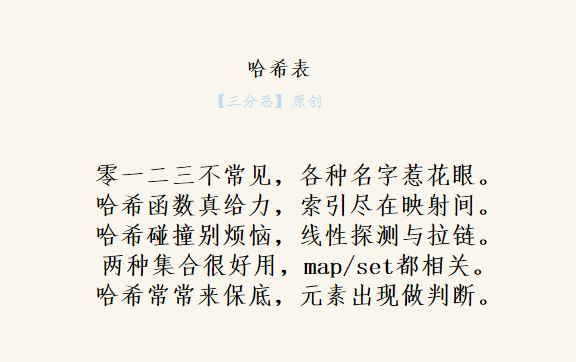 哈希表
【三分恶】原创
零一二三不常见，各种名字惹花眼。
哈希函数真给力，索引尽在映射间。
哈希碰撞别烦恼，线性探测与拉链。
两种集合很好用，map/set都相关。
哈希常常来保底，元素出现做判断。